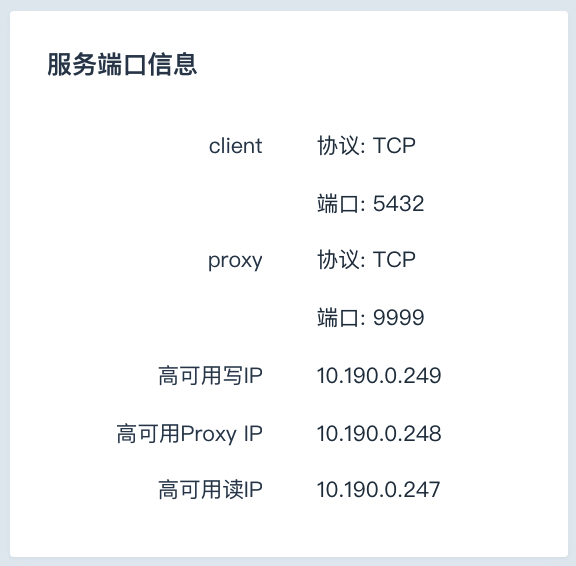 服务端口信息
client 协议: TCP
端口: 5432
proxy 协议: TCP
端口: 9999
高可用写IP 10.190.0.249
高可用Proxy IP 10.190.0.248
高可用读IP 10.190.0.247